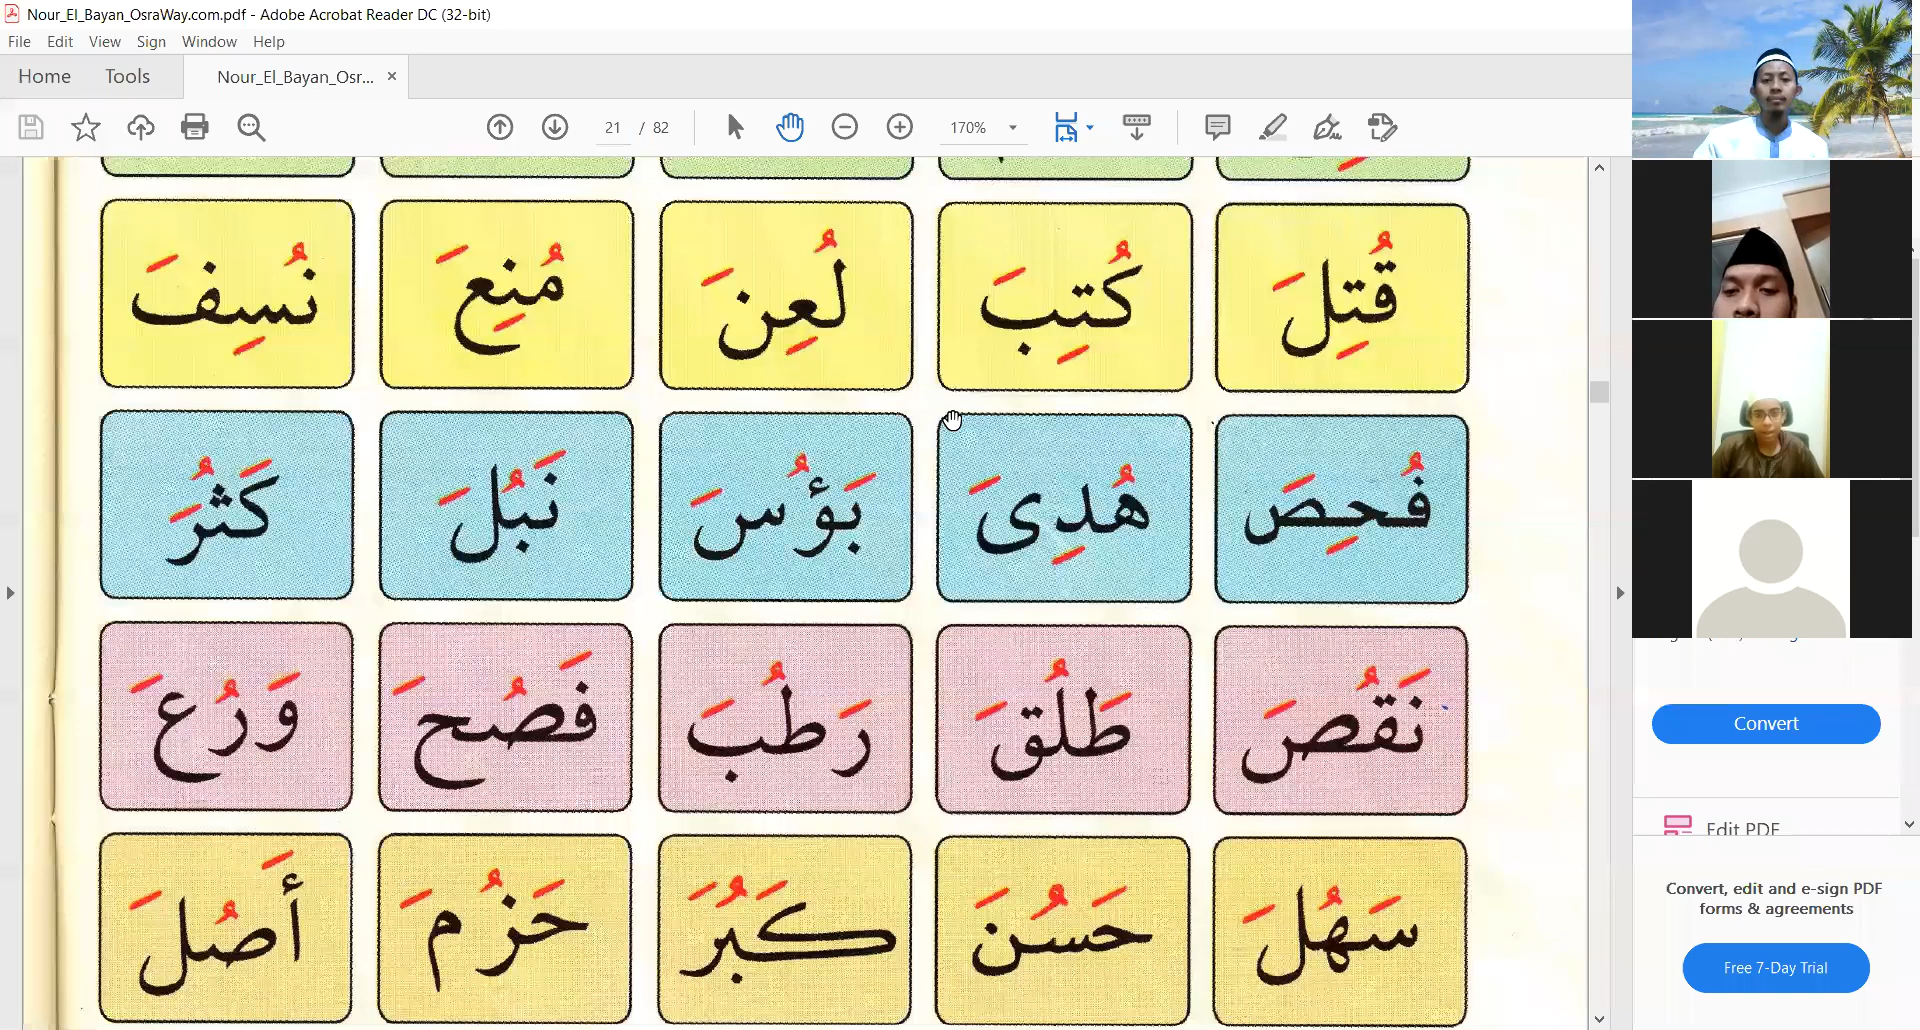 Nour_El_Bayan_OsraWay.com.pdf - Adobe Acrobat Reader DC (32-bit)
File Edit View Sign Window Help
Home Tools Nour_El_Bayan_Osr... ×
21 / 82 170%
قُتِلَ كُتِبَ لُعِنَ مُنِعَ نُسِفَ
فُحِصَ هُدِىَ بَؤُسَ نَبُلَ كَثُرَ
نَقُصَ طَلُقَ رَطُبَ فَصُحَ وَرُعَ
سَهُلَ حَسُنَ كَبُرَ حَزُمَ أَصُلَ
Convert
Edit PDF
Convert, edit and e-sign PDF
forms & agreements
Free 7-Day Trial